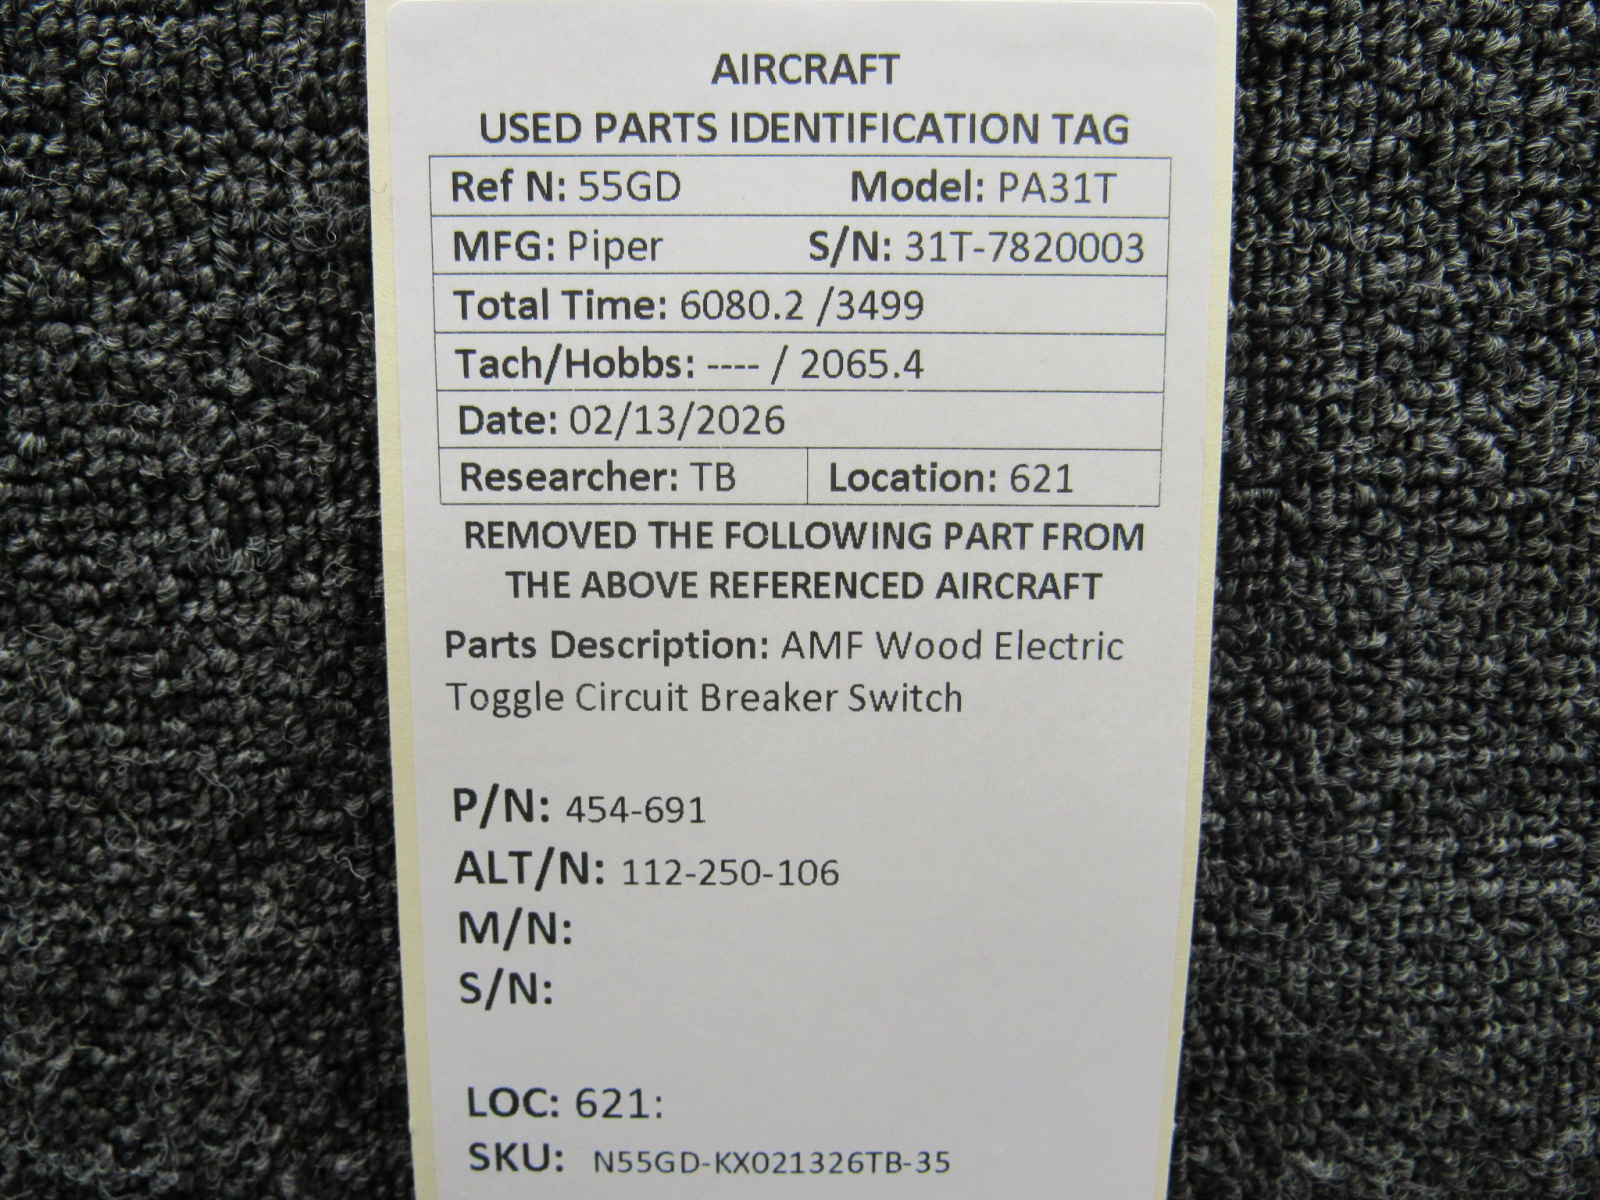 AIRCRAFT
USED PARTS IDENTIFICATION TAG
Ref N: 55GD Model: PA31T
MFG: Piper S/N: 31T-7820003
Total Time: 6080.2 /3499
Tach/Hobbs: ---- / 2065.4
Date: 02/13/2026
Researcher: TB Location: 621
REMOVED THE FOLLOWING PART FROM
THE ABOVE REFERENCED AIRCRAFT
Parts Description: AMF Wood Electric
Toggle Circuit Breaker Switch
P/N: 454-691
ALT/N: 112-250-106
M/N:
S/N:
LOC: 621:
SKU: N55GD-KX021326TB-35